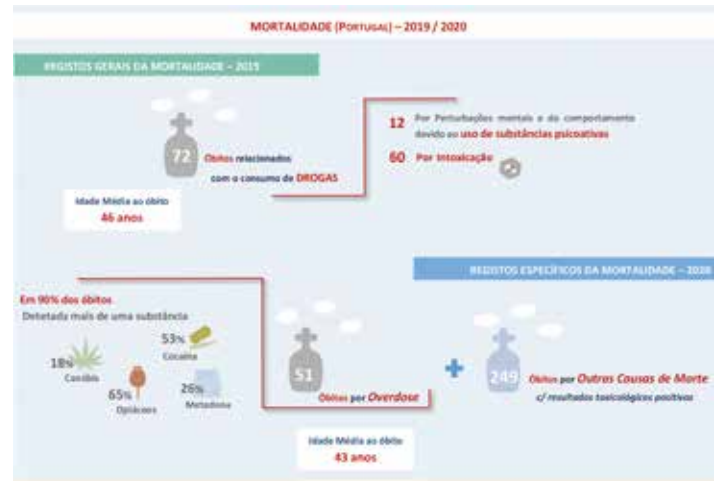 MORTALIDADE (PORTUGAL) – 2019 / 2020
REGISTOS GERAIS DA MORTALIDADE – 2019
72
Óbitos relacionados
com o consumo de DROGAS
12
Por Perturbações mentais e do comportamento
devido ao uso de substâncias psicoativas
60 Por Intoxicação
Idade Média ao óbito
46 anos
REGISTOS ESPECÍFICOS DA MORTALIDADE – 2020
Em 90% dos óbitos
Detetada mais de uma substância
53%
Cocaína
18%
Canábis
65%
Opiáceos
26%
Metadona
51
Óbitos por Overdose
+
249
Óbitos por Outras Causas de Morte
c/ resultados toxicológicos positivos
Idade Média ao óbito
43 anos